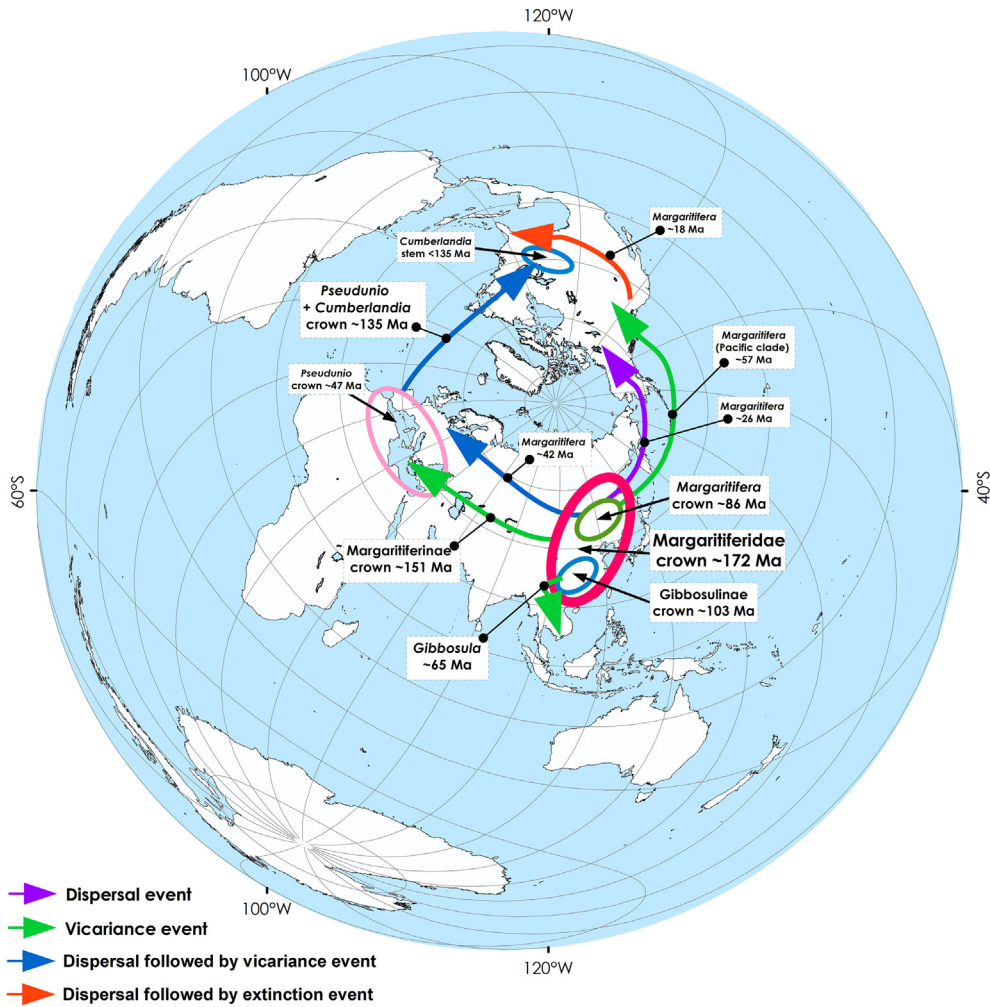 120°W
100°W
Margaritifera
~18 Ma
Cumberlandia
stem <135 Ma
Pseudunio
+ Cumberlandia
crown ~135 Ma
Margaritifera
(Pacific clade)
~57 Ma
Pseudunio
crown ~47 Ma
Margaritifera
~26 Ma
Margaritifera
~42 Ma
60°S
40°S
Margaritifera
crown ~86 Ma
Margaritiferinae
crown ~151 Ma
Margaritiferidae
crown ~172 Ma
Gibbosulinae
crown ~103 Ma
Gibbosula
~65 Ma
Dispersal event
Vicariance event
Dispersal followed by vicariance event
Dispersal followed by extinction event
100°W
120°W